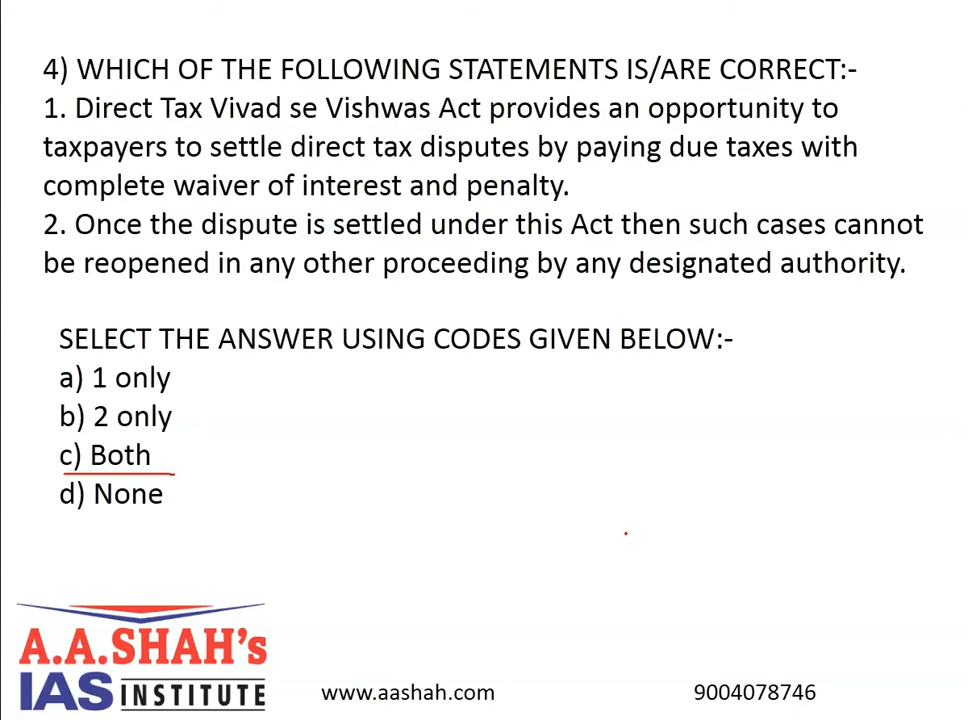 4) WHICH OF THE FOLLOWING STATEMENTS IS/ARE CORRECT:-
1. Direct Tax Vivad se Vishwas Act provides an opportunity to
taxpayers to settle direct tax disputes by paying due taxes with
complete waiver of interest and penalty.
2. Once the dispute is settled under this Act then such cases cannot
be reopened in any other proceeding by any designated authority.
SELECT THE ANSWER USING CODES GIVEN BELOW:-
a) 1 only
b) 2 only
c) Both
d) None
A.A.SHAH's
IAS INSTITUTE
www.aashah.com 9004078746